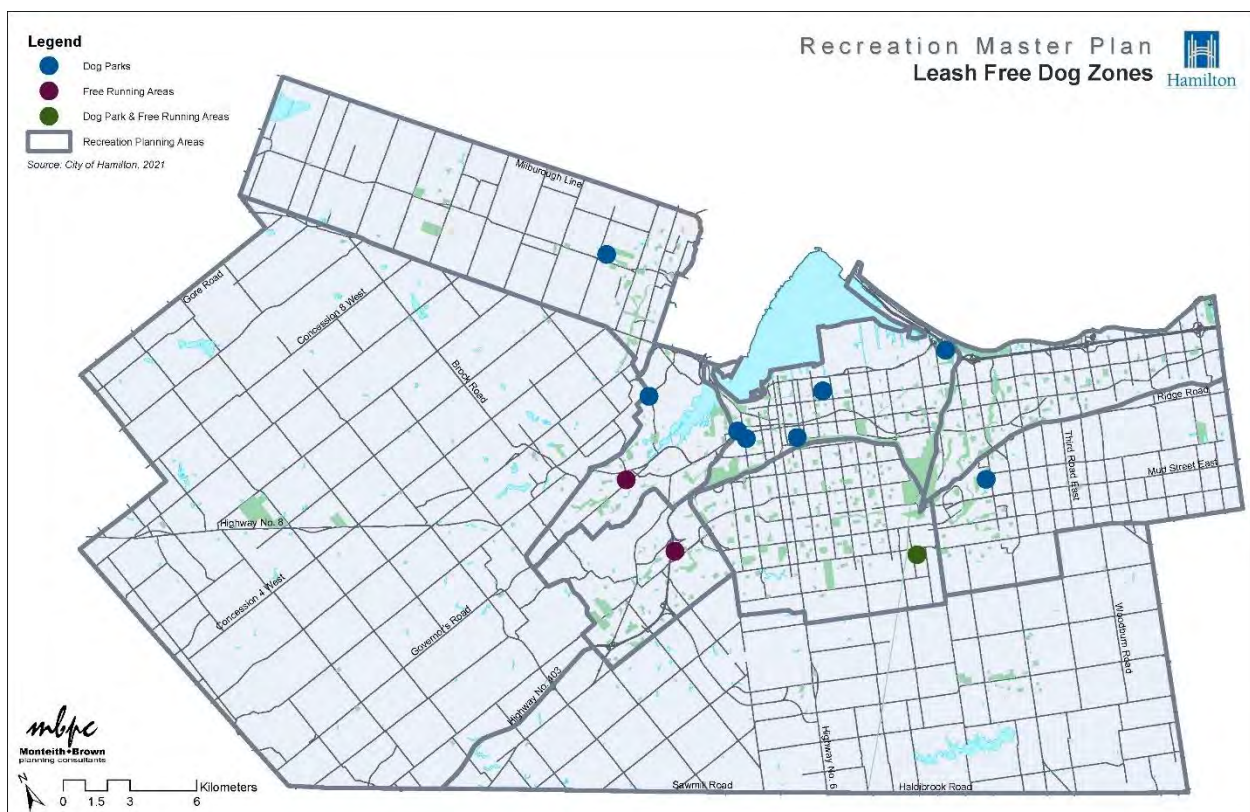 Legend
Dog Parks
Free Running Areas
Dog Park & Free Running Areas
Recreation Planning Areas
Source: City of Hamilton, 2021
Recreation Master Plan
Leash Free Dog Zones
Hamilton
Milburough Line
Gore Road
Concession 8 West
Brock Road
Ridge Road
Third Road East
Mud Street East
Highway No. 8
Concession 4 West
Governor's Road
Woodburn Road
Highway No. 403
Highway No. 6
Sawmill Road
Haldibrook Road
mbpc
Monteith+Brown
planning consultants
N
Kilometers
0 1.5 3 6